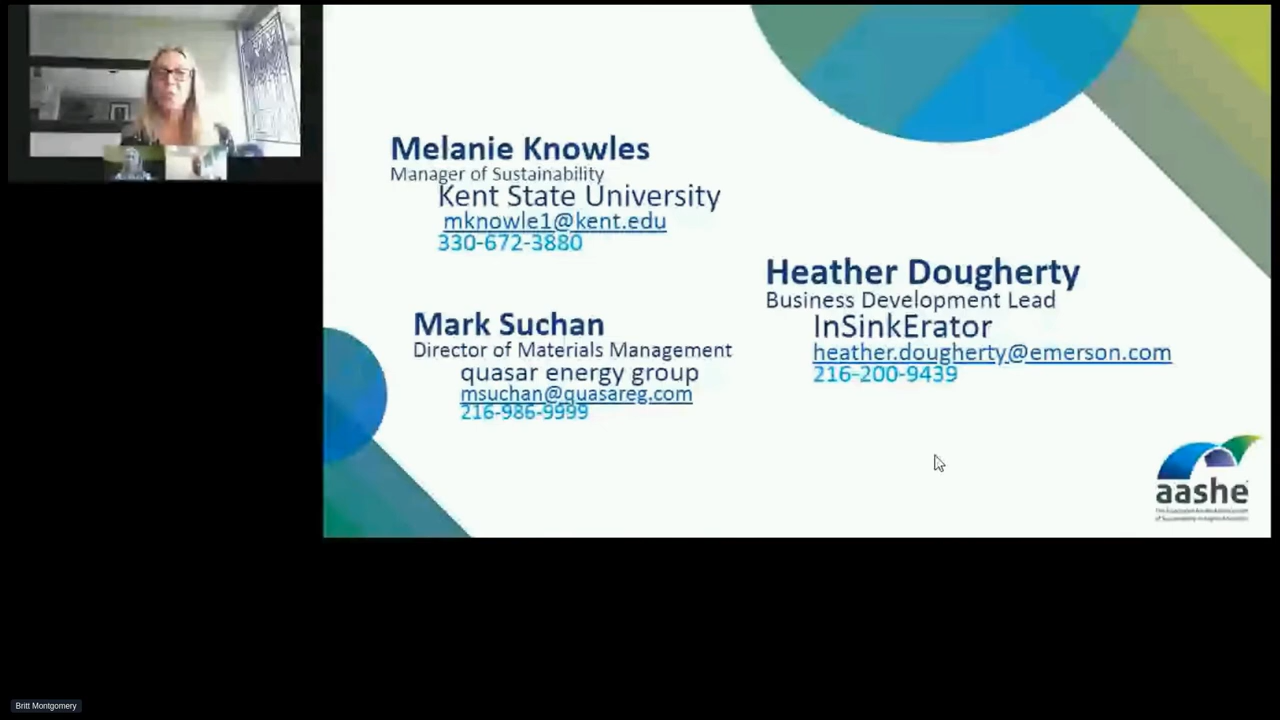 Melanie Knowles
Manager of Sustainability
Kent State University
mknowle1@kent.edu
330-672-3880
Mark Suchan
Director of Materials Management
quasar energy group
msuchan@quasareg.com
216-986-9999
Heather Dougherty
Business Development Lead
InSinkErator
heather.dougherty@emerson.com
216-200-9439
aashe
Britt Montgomery